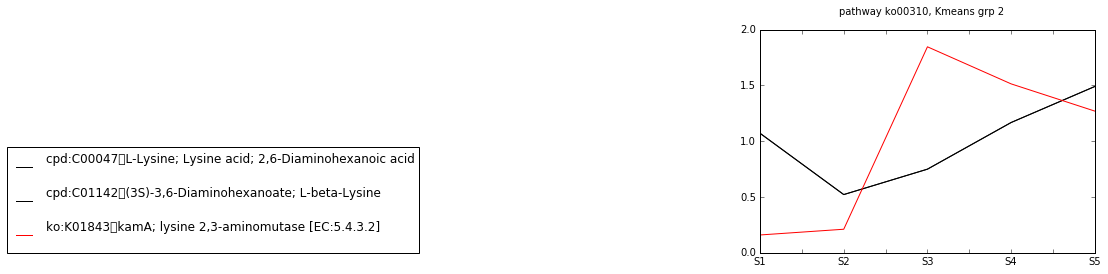 pathway ko00310, Kmeans grp 2
2.0
1.5
1.0
0.5
0.0
S1 S2 S3 S4 S5
cpd:C00047▯L-Lysine; Lysine acid; 2,6-Diaminohexanoic acid
cpd:C01142▯(3S)-3,6-Diaminohexanoate; L-beta-Lysine
ko:K01843▯kamA; lysine 2,3-aminomutase [EC:5.4.3.2]